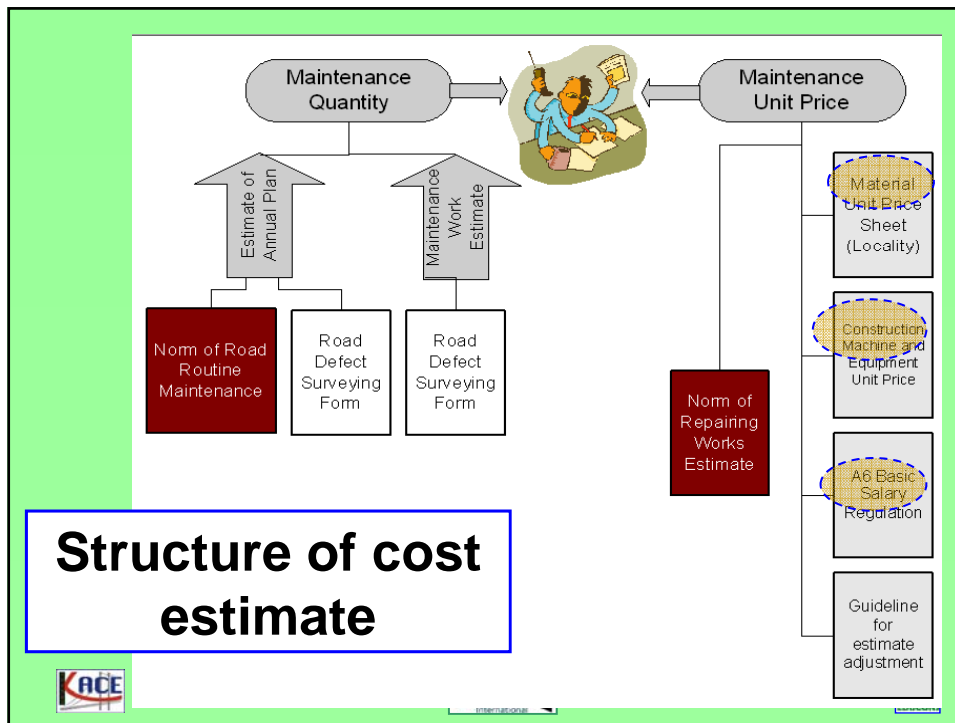 Maintenance
Quantity
Maintenance
Unit Price
Estimate of
Annual Plan
Maintenance
Work
Estimate
Material
Unit Price
Sheet
(Locality)
Construction
Machine and
Equipment
Unit Price
Norm of Road
Routine
Maintenance
Road
Defect
Surveying
Form
Road
Defect
Surveying
Form
Norm of
Repairing
Works
Estimate
A6 Basic
Salary
Regulation
Guideline
for
estimate
adjustment
Structure of cost
estimate
KACE
International